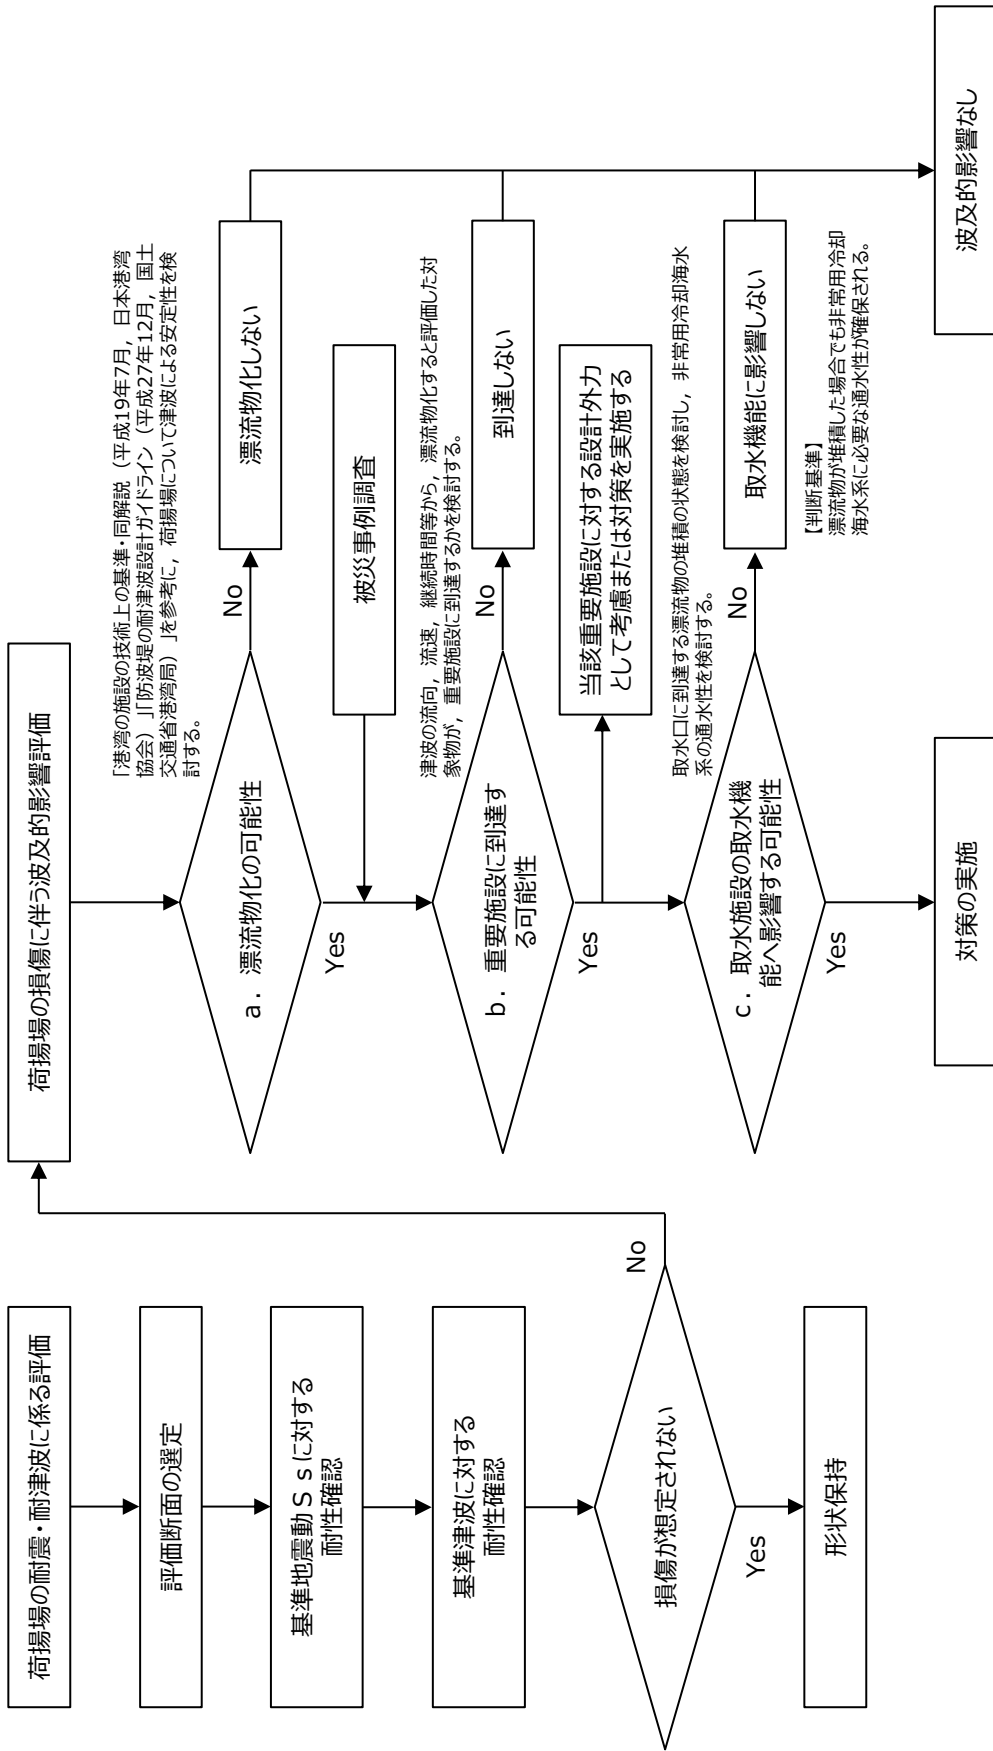 荷揚場の耐震・耐津波に係る評価
評価断面の選定
基準地震動Ｓｓに対する
耐性確認
基準津波に対する
耐性確認
損傷が想定されない
No
Yes
形状保持
荷揚場の損傷に伴う波及的影響評価
「港湾の施設の技術上の基準・同解説（平成19年7月，日本港湾
協会）」「防波堤の耐津波設計ガイドライン（平成27年12月，国土
交通省港湾局）」を参考に，荷揚場について津波による安定性を検
討する。
a．漂流物化の可能性
No
漂流物化しない
Yes
被災事例調査
津波の流向，流速，継続時間等から，漂流物化すると評価した対
象物が，重要施設に到達するかを検討する。
b．重要施設に到達す
る可能性
No
到達しない
Yes
当該重要施設に対する設計外力
として考慮または対策を実施する
取水口に到達する漂流物の堆積の状態を検討し，非常用冷却海水
系の通水性を検討する。
c．取水施設の取水機
能へ影響する可能性
No
取水機能に影響しない
【判断基準】
漂流物が堆積した場合でも非常用冷却
海水系に必要な通水性が確保される。
Yes
対策の実施
波及的影響なし